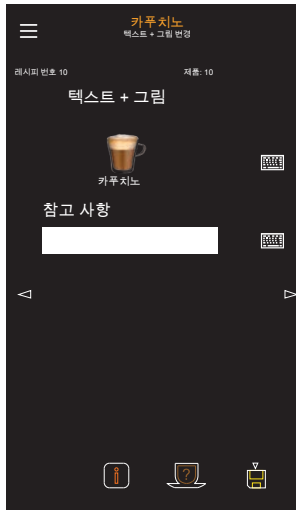 카푸치노
텍스트 + 그림 변경
레시피 번호 10 제품: 10
텍스트 + 그림
카푸치노
참고 사항
?